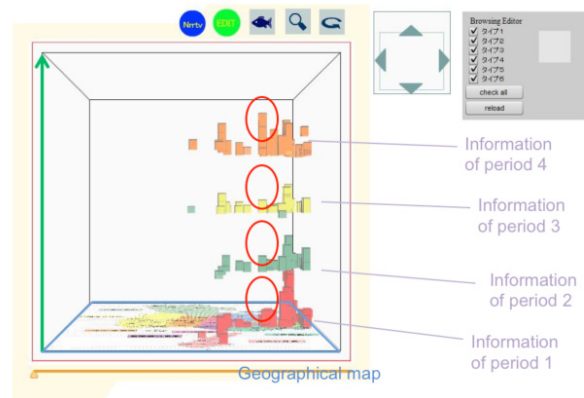 Nrrtv
EDIT
Browsing Editor
タイプ1
タイプ2
タイプ3
タイプ4
タイプ5
タイプ6
check all
reload
Information
of period 4
Information
of period 3
Information
of period 2
Information
of period 1
Geographical map